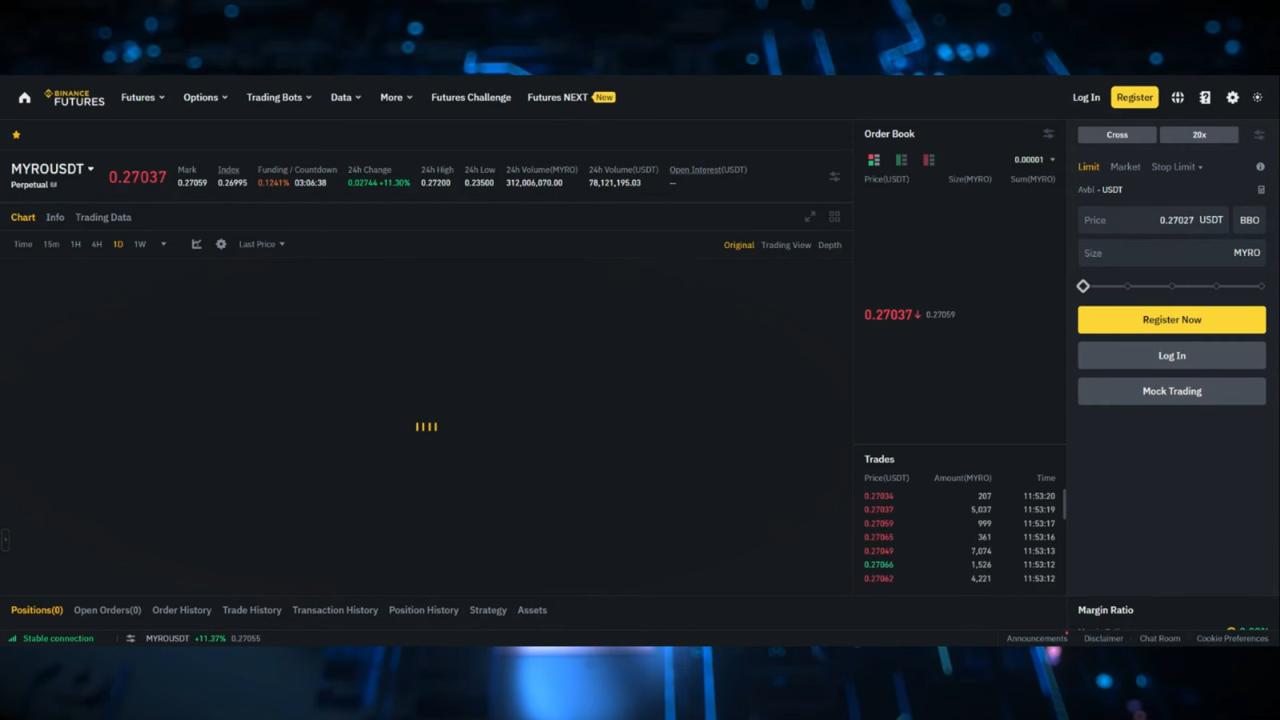 BINANCE FUTURES Futures Options Trading Bots Data More Futures Challenge Futures NEXT New Log In Register
MYROUSDT
Perpetual
0.27037
Mark
0.27059
Index
0.26995
Funding / Countdown
0.1241% 03:06:38
24h Change
0.02744 +11.30%
24h High
0.27200
24h Low
0.23500
24h Volume(MYRO)
312,006,070.00
24h Volume(USDT)
78,121,195.03
Open Interest(USDT)
--
Chart Info Trading Data
Time 15m 1H 4H 1D 1W Last Price Original Trading View Depth
Order Book
0.00001
Price(USDT) Size(MYRO) Sum(MYRO)
0.27037↓ 0.27059
Trades
Price(USDT) Amount(MYRO) Time
0.27034 207 11:53:20
0.27037 5,037 11:53:19
0.27059 999 11:53:17
0.27065 361 11:53:16
0.27049 7,074 11:53:13
0.27066 1,526 11:53:12
0.27062 4,221 11:53:12
Cross 20x
Limit Market Stop Limit
Avbl - USDT
Price 0.27027 USDT BBO
Size MYRO
Register Now
Log In
Mock Trading
Margin Ratio
Positions(0) Open Orders(0) Order History Trade History Transaction History Position History Strategy Assets
Stable connection MYROUSDT +11.37% 0.27055 Announcements Disclaimer Chat Room Cookie Preferences